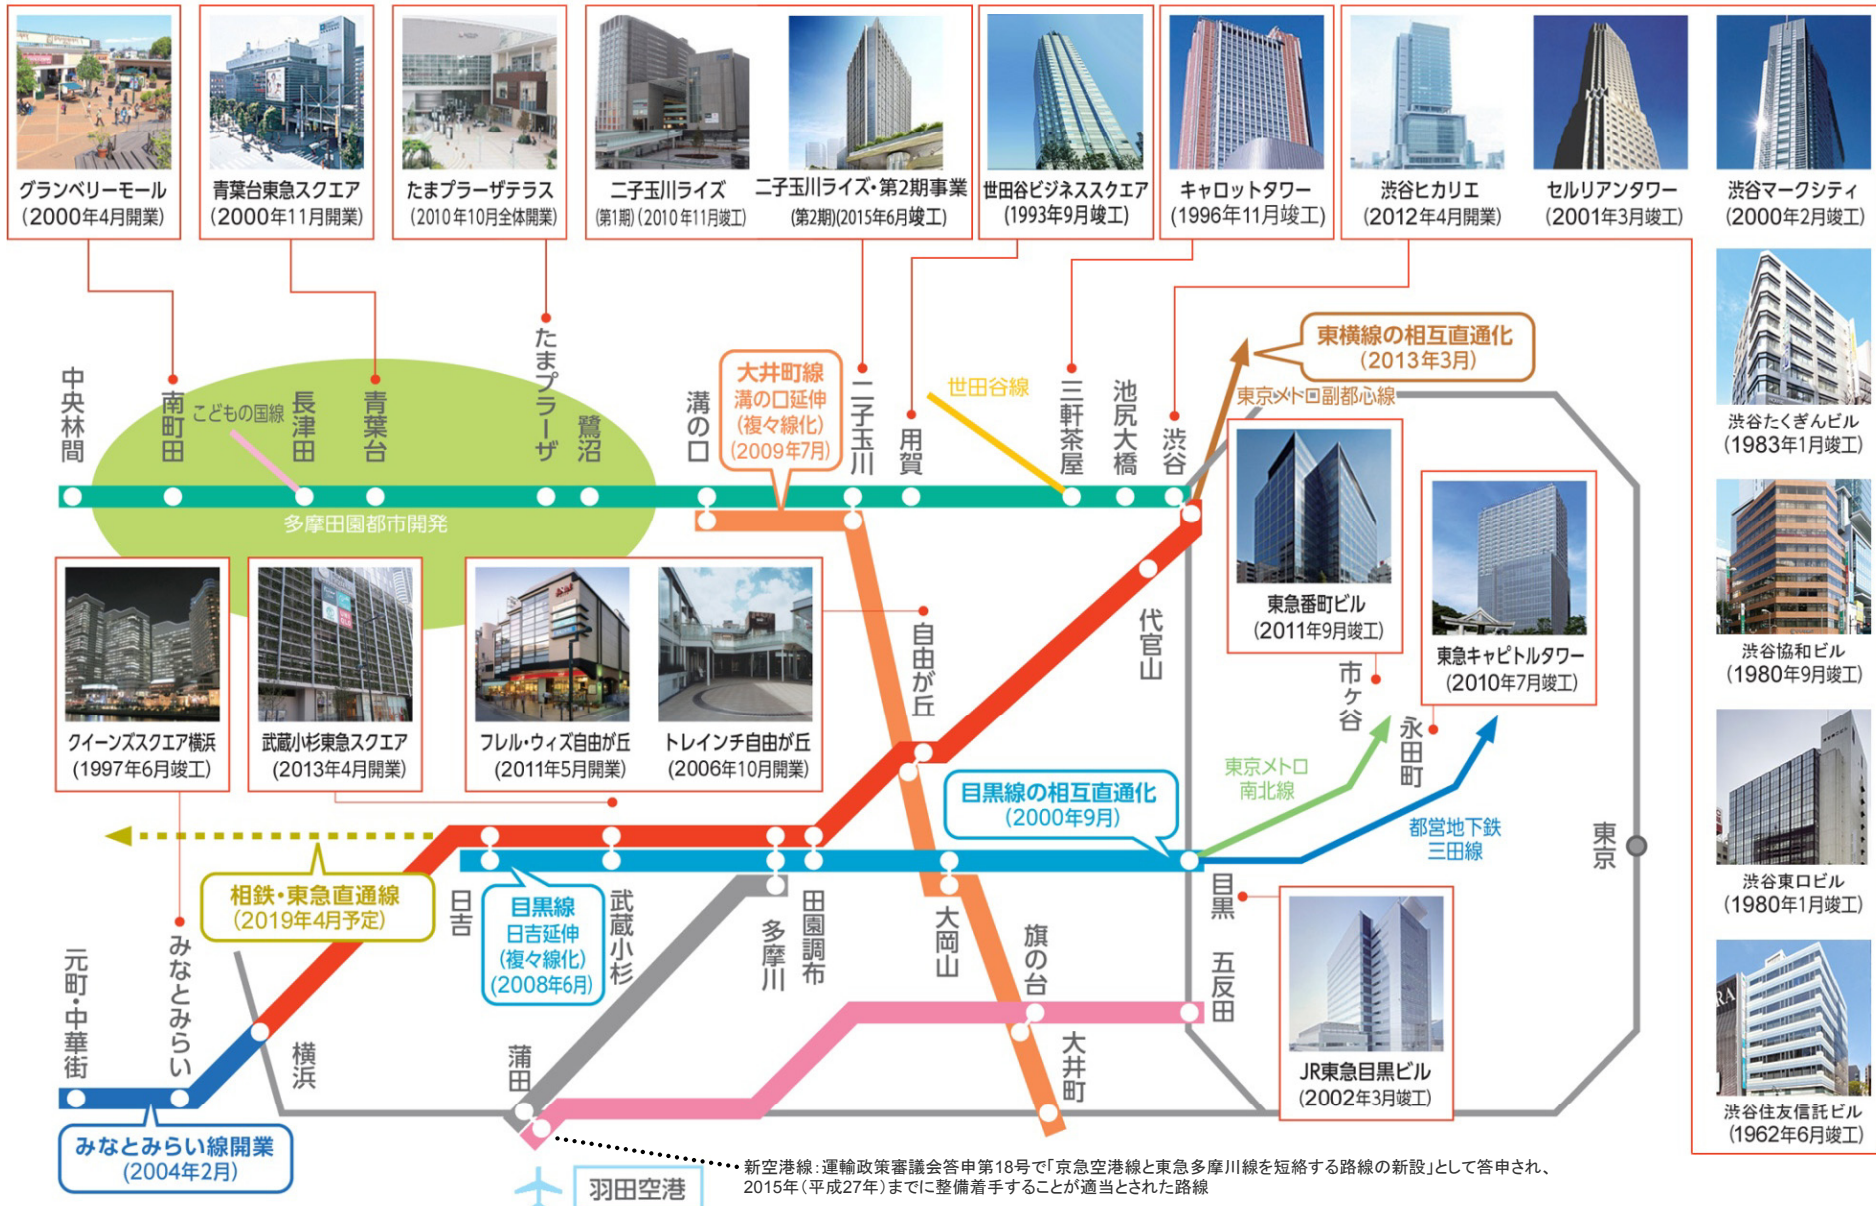 グランベリーモール
(2000年4月開業)
青葉台東急スクエア
(2000年11月開業)
たまプラーザテラス
(2010年10月全体開業)
二子玉川ライズ
(第1期)(2010年11月竣工)
二子玉川ライズ・第2期事業
(第2期)(2015年6月竣工)
世田谷ビジネススクエア
(1993年9月竣工)
キャロットタワー
(1996年11月竣工)
渋谷ヒカリエ
(2012年4月開業)
セルリアンタワー
(2001年3月竣工)
渋谷マークシティ
(2000年2月竣工)
渋谷たくぎんビル
(1983年1月竣工)
渋谷協和ビル
(1980年9月竣工)
渋谷東口ビル
(1980年1月竣工)
渋谷住友信託ビル
(1962年6月竣工)
中央林間
南町田
こどもの国線
長津田
青葉台
たまプラーザ
鷺沼
溝の口
大井町線
溝の口延伸
(複々線化)
(2009年7月)
二子玉川
用賀
世田谷線
三軒茶屋
池尻大橋
渋谷
東横線の相互直通化
(2013年3月)
東京メトロ副都心線
多摩田園都市開発
クイーンズスクエア横浜
(1997年6月竣工)
武蔵小杉東急スクエア
(2013年4月開業)
フレル・ウィズ自由が丘
(2011年5月開業)
トレインチ自由が丘
(2006年10月開業)
自由が丘
代官山
東急番町ビル
(2011年9月竣工)
東急キャピトルタワー
(2010年7月竣工)
市ヶ谷
永田町
東京メトロ
南北線
都営地下鉄
三田線
目黒線の相互直通化
(2000年9月)
東京
相鉄・東急直通線
(2019年4月予定)
日吉
目黒線
日吉延伸
(複々線化)
(2008年6月)
武蔵小杉
多摩川
田園調布
大岡山
旗の台
目黒
五反田
JR東急目黒ビル
(2002年3月竣工)
元町・中華街
みなとみらい
横浜
蒲田
大井町
みなとみらい線開業
(2004年2月)
羽田空港
新空港線：運輸政策審議会答申第18号で「京急空港線と東急多摩川線を短絡する路線の新設」として答申され、
2015年(平成27年)までに整備着手することが適当とされた路線